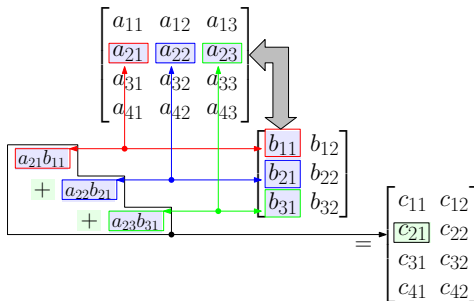 a₁₁ a₁₂ a₁₃
a₂₁ a₂₂ a₂₃
a₃₁ a₃₂ a₃₃
a₄₁ a₄₂ a₄₃
b₁₁ b₁₂
a₂₁b₁₁
b₂₁ b₂₂
+ a₂₂b₂₁
b₃₁ b₃₂
+ a₂₃b₃₁
=
c₁₁ c₁₂
c₂₁ c₂₂
c₃₁ c₃₂
c₄₁ c₄₂